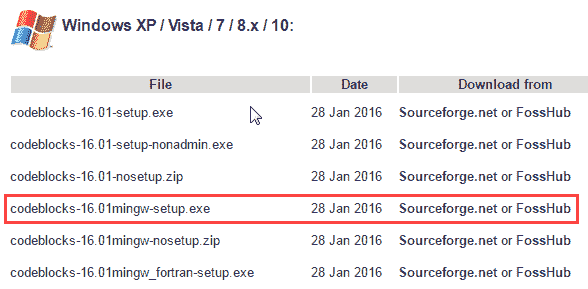 Windows XP / Vista / 7 / 8.x / 10:
File Date Download from
codeblocks-16.01-setup.exe 28 Jan 2016 Sourceforge.net or FossHub
codeblocks-16.01-setup-nonadmin.exe 28 Jan 2016 Sourceforge.net or FossHub
codeblocks-16.01-nosetup.zip 28 Jan 2016 Sourceforge.net or FossHub
codeblocks-16.01mingw-setup.exe 28 Jan 2016 Sourceforge.net or FossHub
codeblocks-16.01mingw-nosetup.zip 28 Jan 2016 Sourceforge.net or FossHub
codeblocks-16.01mingw_fortran-setup.exe 28 Jan 2016 Sourceforge.net or FossHub